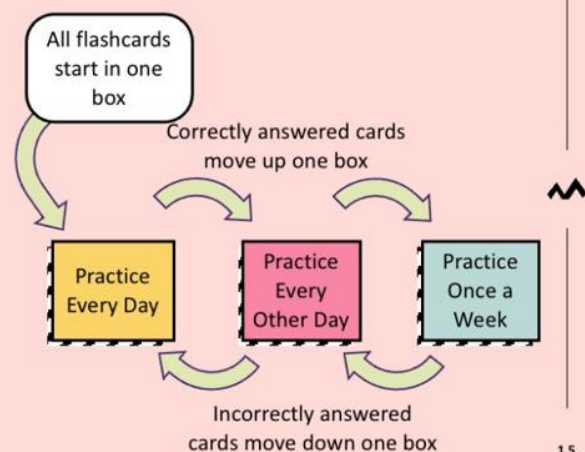 All flashcards
start in one
box
Correctly answered cards
move up one box
Practice
Every Day
Practice
Every
Other Day
Practice
Once a
Week
Incorrectly answered
cards move down one box
15